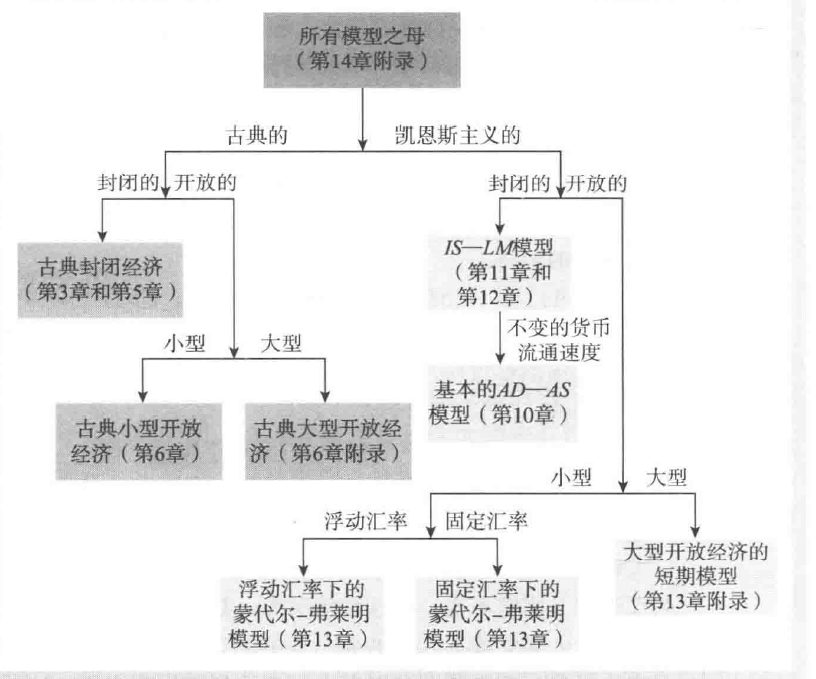 所有模型之母
（第14章附录）
古典的
凯恩斯主义的
封闭的
开放的
封闭的
开放的
古典封闭经济
（第3章和第5章）
IS—LM模型
（第11章和
第12章）
不变的货币
流通速度
小型
大型
基本的AD—AS
模型（第10章）
古典小型开放
经济（第6章）
古典大型开放经
济（第6章附录）
小型
大型
浮动汇率
固定汇率
大型开放经济的
短期模型
（第13章附录）
浮动汇率下的
蒙代尔–弗莱明
模型（第13章）
固定汇率下的
蒙代尔–弗莱明
模型（第13章）